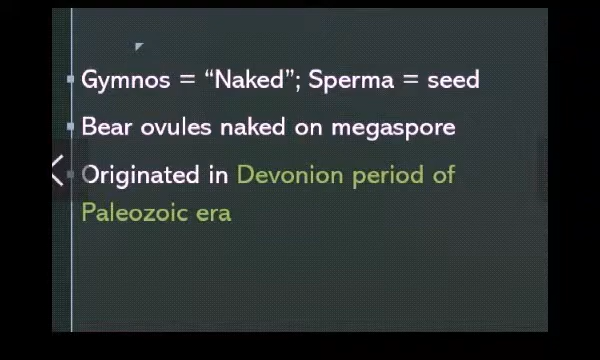 Gymnos = “Naked”; Sperma = seed
Bear ovules naked on megaspore
Originated in Devonion period of
Paleozoic era